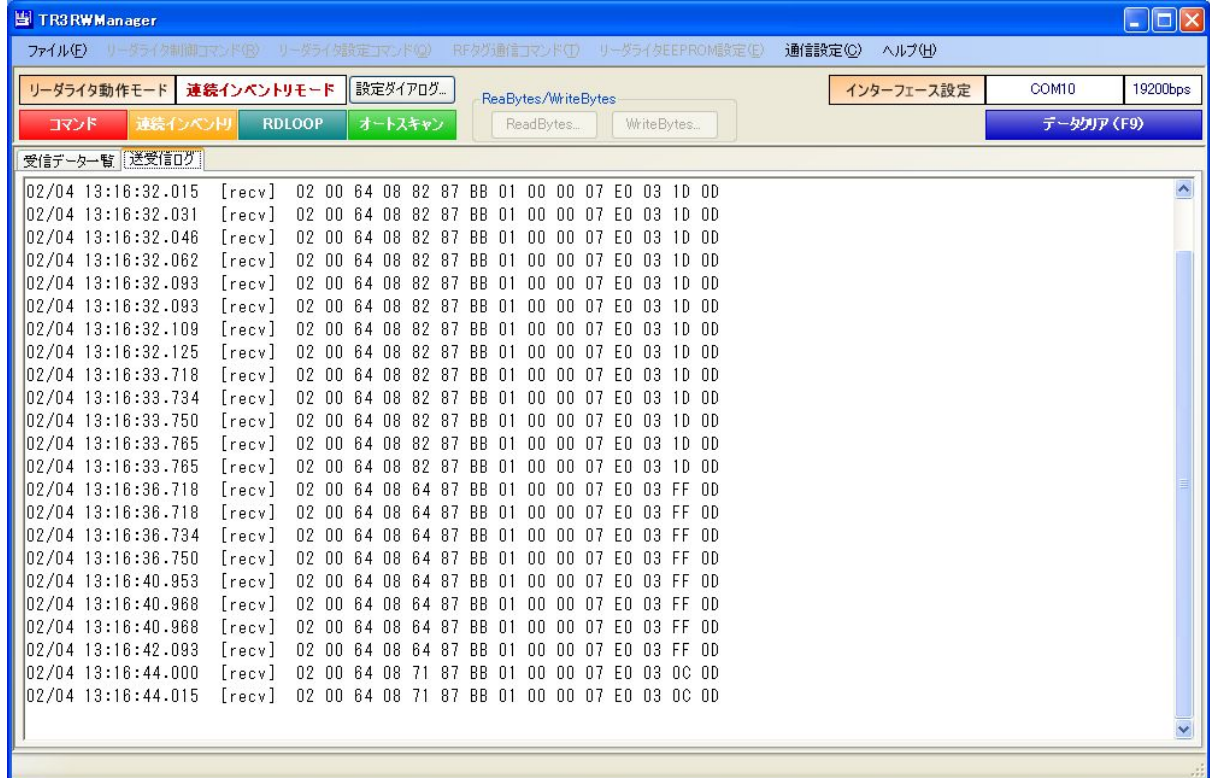 TR3RWManager
ファイル(F) リーダライタ制御コマンド(R) リーダライタ設定コマンド(Q) RFタグ通信コマンド(T) リーダライタEEPROM設定(E) 通信設定(C) ヘルプ(H)
リーダライタ動作モード 連続インベントリモード 設定ダイアログ... ReaBytes/WriteBytes インターフェース設定 COM10 19200bps
コマンド 連続インベントリ RDLOOP オートスキャン ReadBytes... WriteBytes... データクリア(F9)
受信データ一覧 送受信ログ
02/04 13:16:32.015 [recv] 02 00 64 08 82 87 BB 01 00 00 07 E0 03 1D 0D
02/04 13:16:32.031 [recv] 02 00 64 08 82 87 BB 01 00 00 07 E0 03 1D 0D
02/04 13:16:32.046 [recv] 02 00 64 08 82 87 BB 01 00 00 07 E0 03 1D 0D
02/04 13:16:32.062 [recv] 02 00 64 08 82 87 BB 01 00 00 07 E0 03 1D 0D
02/04 13:16:32.093 [recv] 02 00 64 08 82 87 BB 01 00 00 07 E0 03 1D 0D
02/04 13:16:32.093 [recv] 02 00 64 08 82 87 BB 01 00 00 07 E0 03 1D 0D
02/04 13:16:32.109 [recv] 02 00 64 08 82 87 BB 01 00 00 07 E0 03 1D 0D
02/04 13:16:32.125 [recv] 02 00 64 08 82 87 BB 01 00 00 07 E0 03 1D 0D
02/04 13:16:33.718 [recv] 02 00 64 08 82 87 BB 01 00 00 07 E0 03 1D 0D
02/04 13:16:33.734 [recv] 02 00 64 08 82 87 BB 01 00 00 07 E0 03 1D 0D
02/04 13:16:33.750 [recv] 02 00 64 08 82 87 BB 01 00 00 07 E0 03 1D 0D
02/04 13:16:33.765 [recv] 02 00 64 08 82 87 BB 01 00 00 07 E0 03 1D 0D
02/04 13:16:33.765 [recv] 02 00 64 08 82 87 BB 01 00 00 07 E0 03 1D 0D
02/04 13:16:36.718 [recv] 02 00 64 08 64 87 BB 01 00 00 07 E0 03 FF 0D
02/04 13:16:36.718 [recv] 02 00 64 08 64 87 BB 01 00 00 07 E0 03 FF 0D
02/04 13:16:36.734 [recv] 02 00 64 08 64 87 BB 01 00 00 07 E0 03 FF 0D
02/04 13:16:36.750 [recv] 02 00 64 08 64 87 BB 01 00 00 07 E0 03 FF 0D
02/04 13:16:40.953 [recv] 02 00 64 08 64 87 BB 01 00 00 07 E0 03 FF 0D
02/04 13:16:40.968 [recv] 02 00 64 08 64 87 BB 01 00 00 07 E0 03 FF 0D
02/04 13:16:40.968 [recv] 02 00 64 08 64 87 BB 01 00 00 07 E0 03 FF 0D
02/04 13:16:42.093 [recv] 02 00 64 08 64 87 BB 01 00 00 07 E0 03 FF 0D
02/04 13:16:44.000 [recv] 02 00 64 08 71 87 BB 01 00 00 07 E0 03 0C 0D
02/04 13:16:44.015 [recv] 02 00 64 08 71 87 BB 01 00 00 07 E0 03 0C 0D